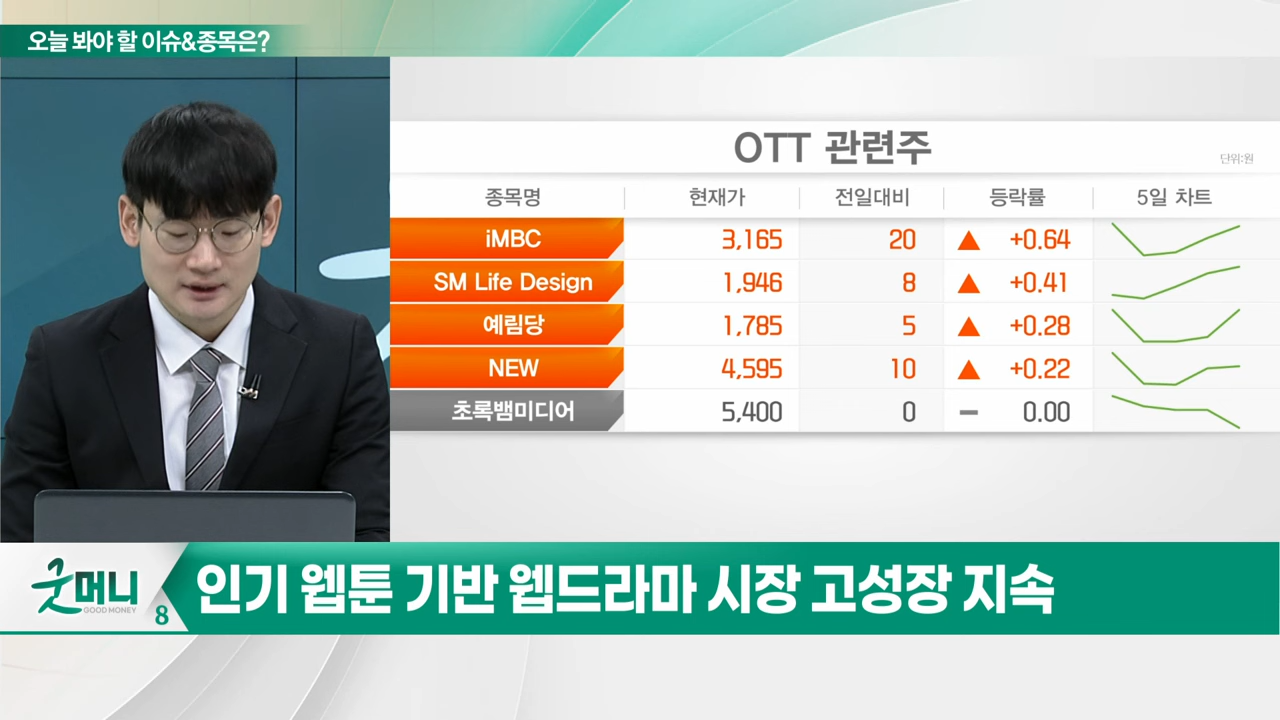 오늘 봐야 할 이슈&종목은?
OTT 관련주
단위:원
종목명 현재가 전일대비 등락률 5일 차트
iMBC 3,165 20 ▲ +0.64
SM Life Design 1,946 8 ▲ +0.41
예림당 1,785 5 ▲ +0.28
NEW 4,595 10 ▲ +0.22
초록뱀미디어 5,400 0 − 0.00
굿머니
GOOD MONEY
8
인기 웹툰 기반 웹드라마 시장 고성장 지속